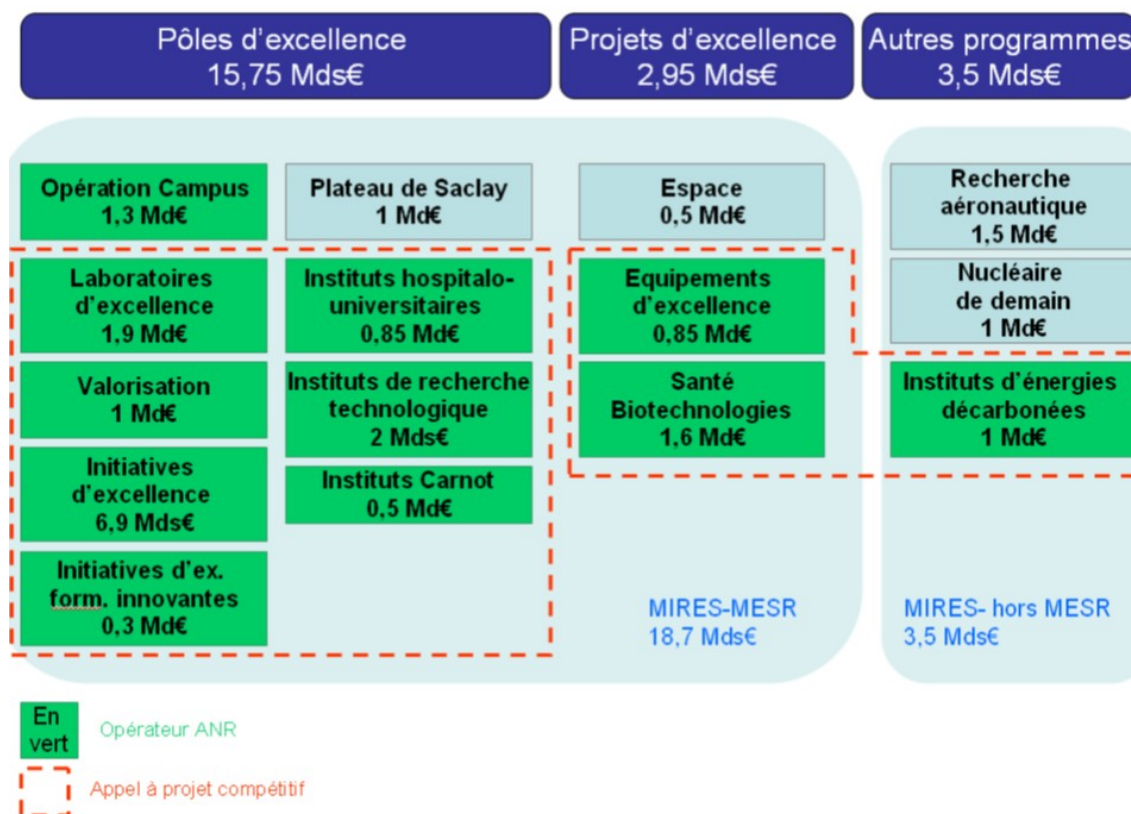 Pôles d'excellence
15,75 Mds€
Projets d'excellence
2,95 Mds€
Autres programmes
3,5 Mds€
Opération Campus
1,3 Md€
Plateau de Saclay
1 Md€
Espace
0,5 Md€
Recherche
aéronautique
1,5 Md€
Laboratoires
d'excellence
1,9 Md€
Instituts hospitalo-
universitaires
0,85 Md€
Equipements
d'excellence
0,85 Md€
Nucléaire
de demain
1 Md€
Valorisation
1 Md€
Instituts de recherche
technologique
2 Mds€
Santé
Biotechnologies
1,6 Md€
Instituts d'énergies
décarbonées
1 Md€
Initiatives
d'excellence
6,9 Mds€
Instituts Carnot
0,5 Md€
Initiatives d'ex.
form. innovantes
0,3 Md€
MIRES-MESR
18,7 Mds€
MIRES- hors MESR
3,5 Mds€
En
vert
Opérateur ANR
Appel à projet compétitif